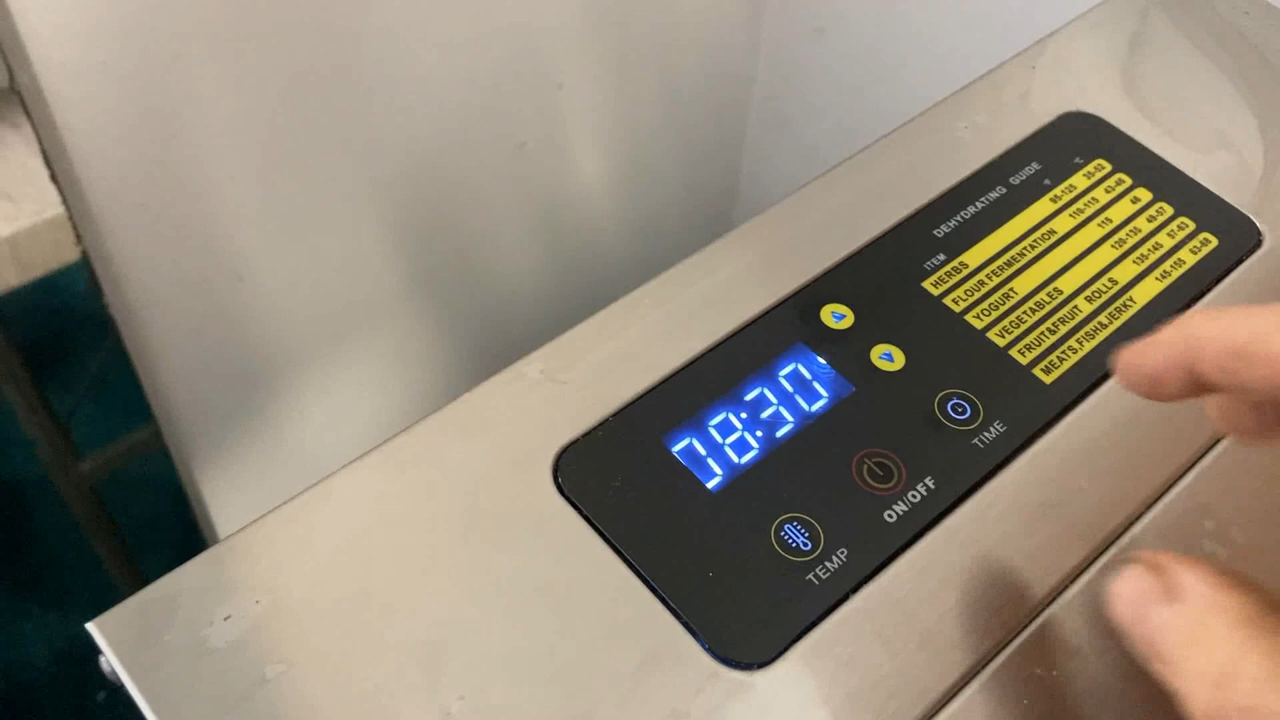 DEHYDRATING GUIDE
ITEM °F °C
HERBS 95-125 35-52
FLOUR FERMENTATION 110-115 43-46
YOGURT 115 46
VEGETABLES 120-135 49-57
FRUIT&FRUIT ROLLS 135-145 57-63
MEATS,FISH&JERKY 145-155 63-68
78:30
TEMP
ON/OFF
TIME